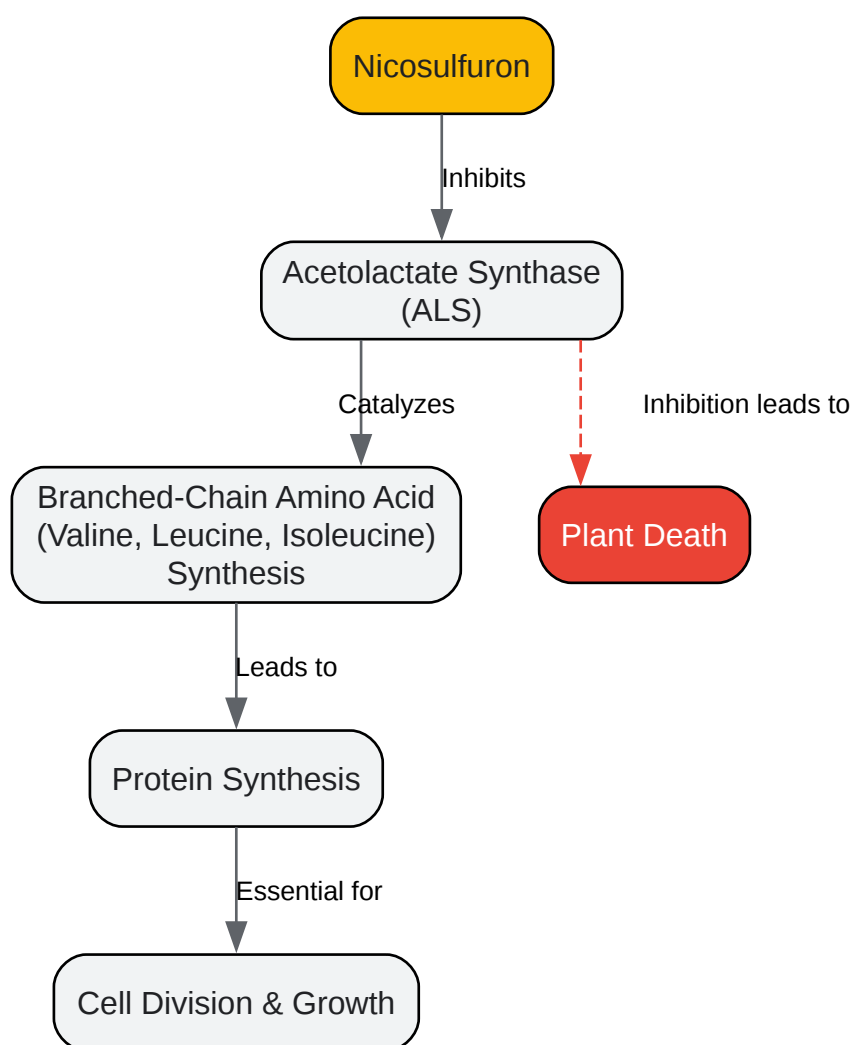 Nicosulfuron
Inhibits
Acetolactate Synthase
(ALS)
Catalyzes
Inhibition leads to
Branched-Chain Amino Acid
(Valine, Leucine, Isoleucine)
Synthesis
Plant Death
Leads to
Protein Synthesis
Essential for
Cell Division & Growth